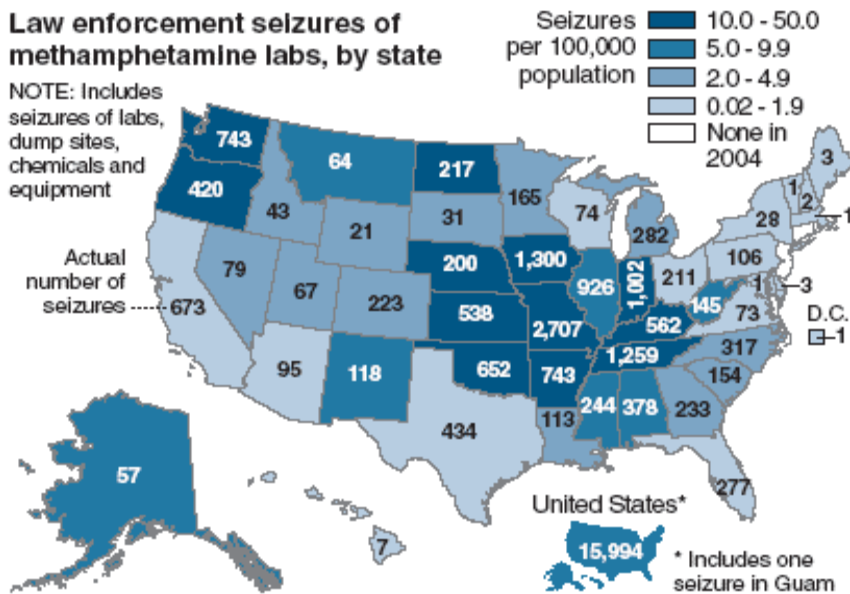 Law enforcement seizures of
methamphetamine labs, by state
NOTE: Includes
seizures of labs,
dump sites,
chemicals and
equipment
Seizures
per 100,000
population
10.0 - 50.0
5.0 - 9.9
2.0 - 4.9
0.02 - 1.9
None in
2004
Actual
number of
seizures
743
64
217
165
74
282
28
1
2
3
1
420
43
21
31
200
1,300
926
1,002
211
106
1
3
D.C.
1
673
79
67
223
538
2,707
562
145
73
317
95
118
652
743
1,259
154
434
113
244
378
233
277
57
7
United States*
15,994
* Includes one
seizure in Guam